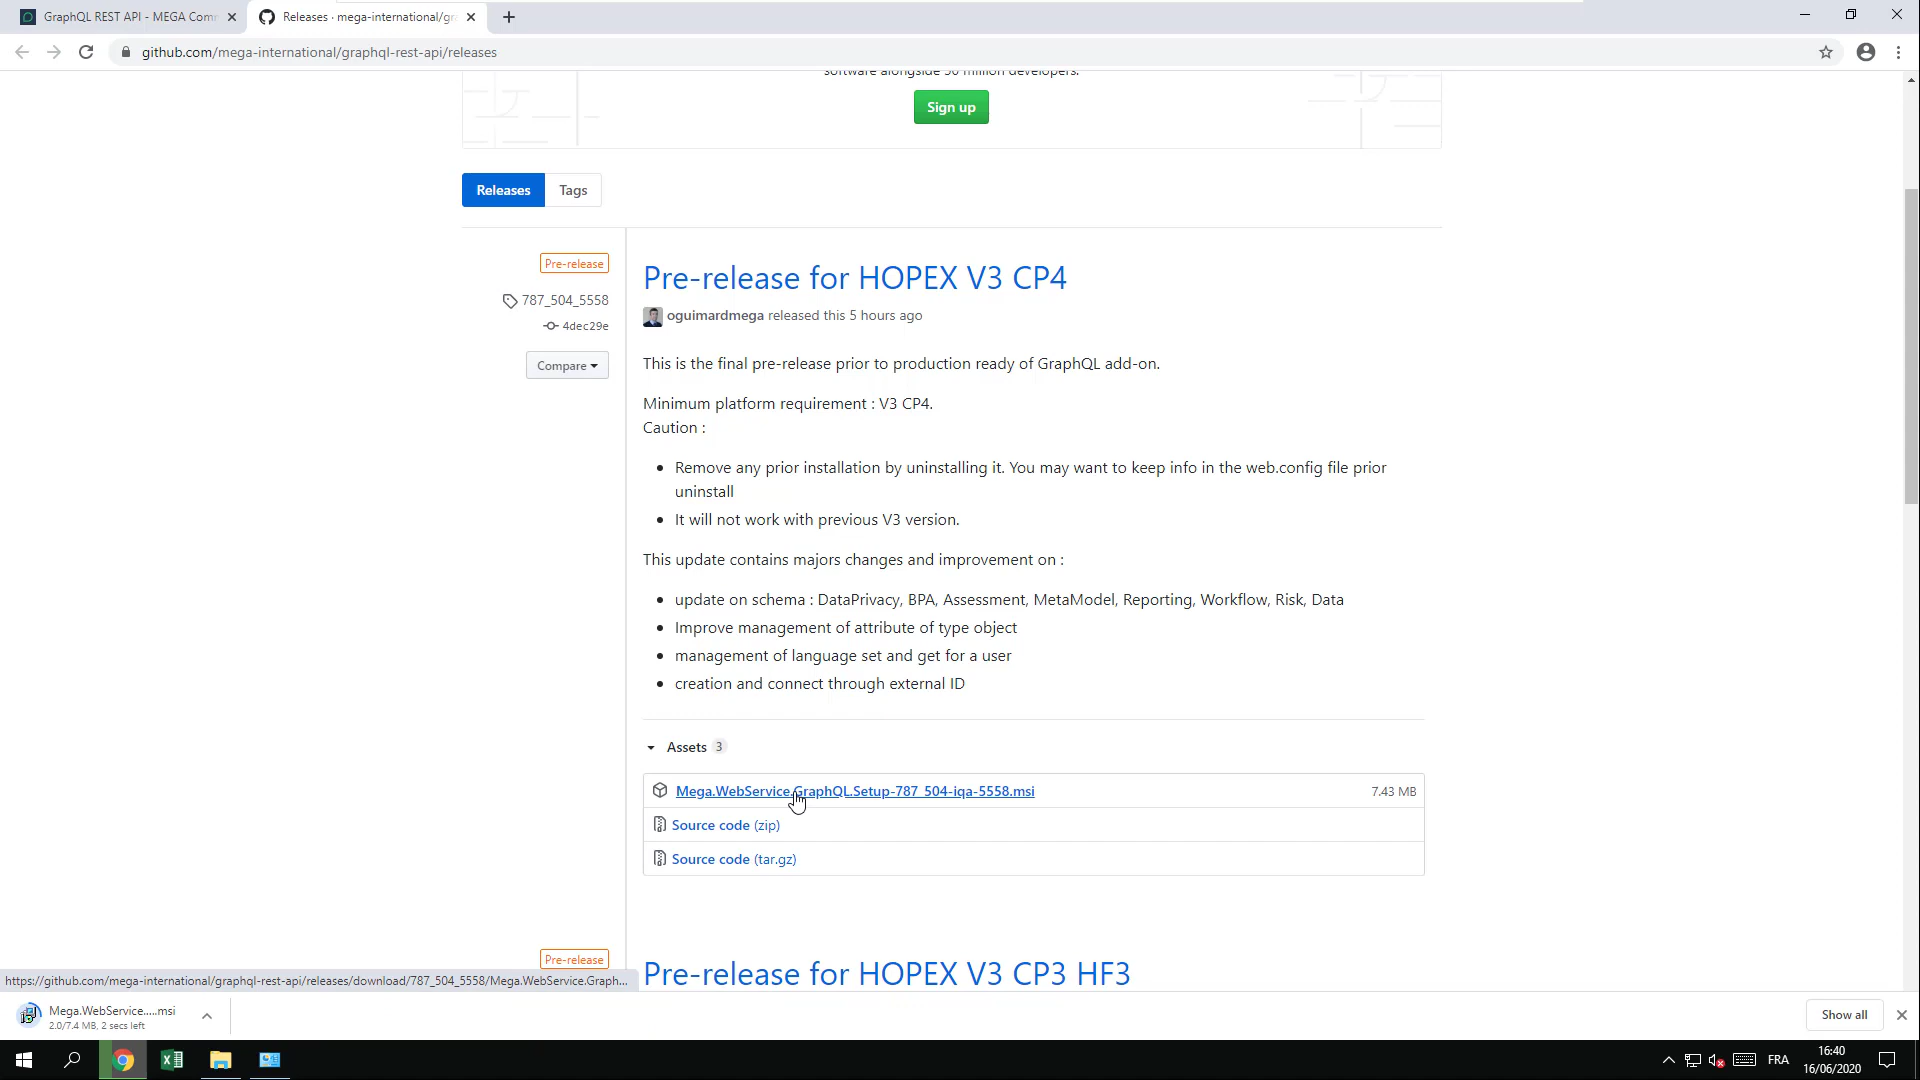 GraphQL REST API - MEGA Com
Releases · mega-international/gr
github.com/mega-international/graphql-rest-api/releases
software alongside 50 million developers.
Sign up
Releases
Tags
Pre-release
787_504_5558
4dec29e
Compare
Pre-release for HOPEX V3 CP4
oguimardmega released this 5 hours ago
This is the final pre-release prior to production ready of GraphQL add-on.
Minimum platform requirement : V3 CP4.
Caution :
• Remove any prior installation by uninstalling it. You may want to keep info in the web.config file prior
uninstall
• It will not work with previous V3 version.
This update contains majors changes and improvement on :
• update on schema : DataPrivacy, BPA, Assessment, MetaModel, Reporting, Workflow, Risk, Data
• Improve management of attribute of type object
• management of language set and get for a user
• creation and connect through external ID
Assets 3
Mega.WebService.GraphQL.Setup-787_504-iqa-5558.msi
7.43 MB
Source code (zip)
Source code (tar.gz)
Pre-release
Pre-release for HOPEX V3 CP3 HF3
https://github.com/mega-international/graphql-rest-api/releases/download/787_504_5558/Mega.WebService.Graph...
Mega.WebService.....msi
2.0/7.4 MB, 2 secs left
Show all
FRA
16:40
16/06/2020